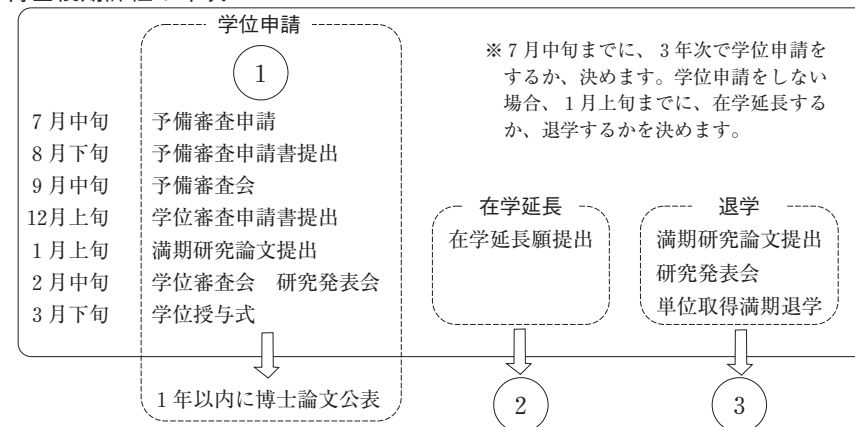 学位申請
1
※7月中旬までに、3年次で学位申請を
するか、決めます。学位申請をしない
場合、1月上旬までに、在学延長する
か、退学するかを決めます。
7月中旬 予備審査申請
8月下旬 予備審査申請書提出
9月中旬 予備審査会
12月上旬 学位審査申請書提出
1月上旬 満期研究論文提出
2月中旬 学位審査会 研究発表会
3月下旬 学位授与式
在学延長
在学延長願提出
退学
満期研究論文提出
研究発表会
単位取得満期退学
1年以内に博士論文公表
2
3